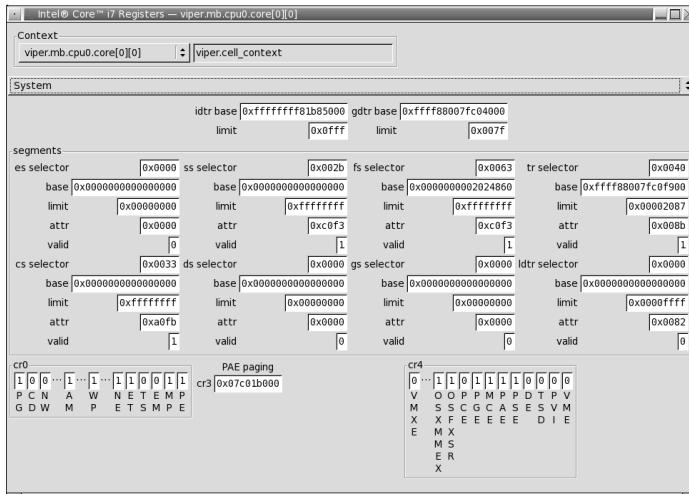 Intel® Core™ i7 Registers — viper.mb.cpu0.core[0][0]
Context
viper.mb.cpu0.core[0][0] viper.cell_context
System
idtr base 0xffffffff81b85000 gdtr base 0xffff88007fc04000
limit 0x0fff limit 0x007f
segments
es selector 0x0000 ss selector 0x002b fs selector 0x0063 tr selector 0x0040
base 0x0000000000000000 base 0x0000000000000000 base 0x0000000002024860 base 0xffff88007fc0f900
limit 0x00000000 limit 0xffffffff limit 0xffffffff limit 0x00002087
attr 0x0000 attr 0xc0f3 attr 0xc0f3 attr 0x008b
valid 0 valid 1 valid 1 valid 1
cs selector 0x0033 ds selector 0x0000 gs selector 0x0000 ldtr selector 0x0000
base 0x0000000000000000 base 0x0000000000000000 base 0x0000000000000000 base 0x0000000000000000
limit 0xffffffff limit 0x00000000 limit 0x00000000 limit 0x0000ffff
attr 0xa0fb attr 0x0000 attr 0x0000 attr 0x0082
valid 1 valid 0 valid 0 valid 0
cr0 PAE paging cr4
1 0 0 ... 1 ... 1 ... 1 1 0 0 1 1 cr3 0x07c01b000 0 ... 1 1 0 1 1 1 1 0 0 0 0
P C N A W N E T E M P V O O P P M P P D T P V
G D W M P E T S M P E M S S C G C A S E S V M
X X F E E E E E D I E
E M X
M S
E R
X